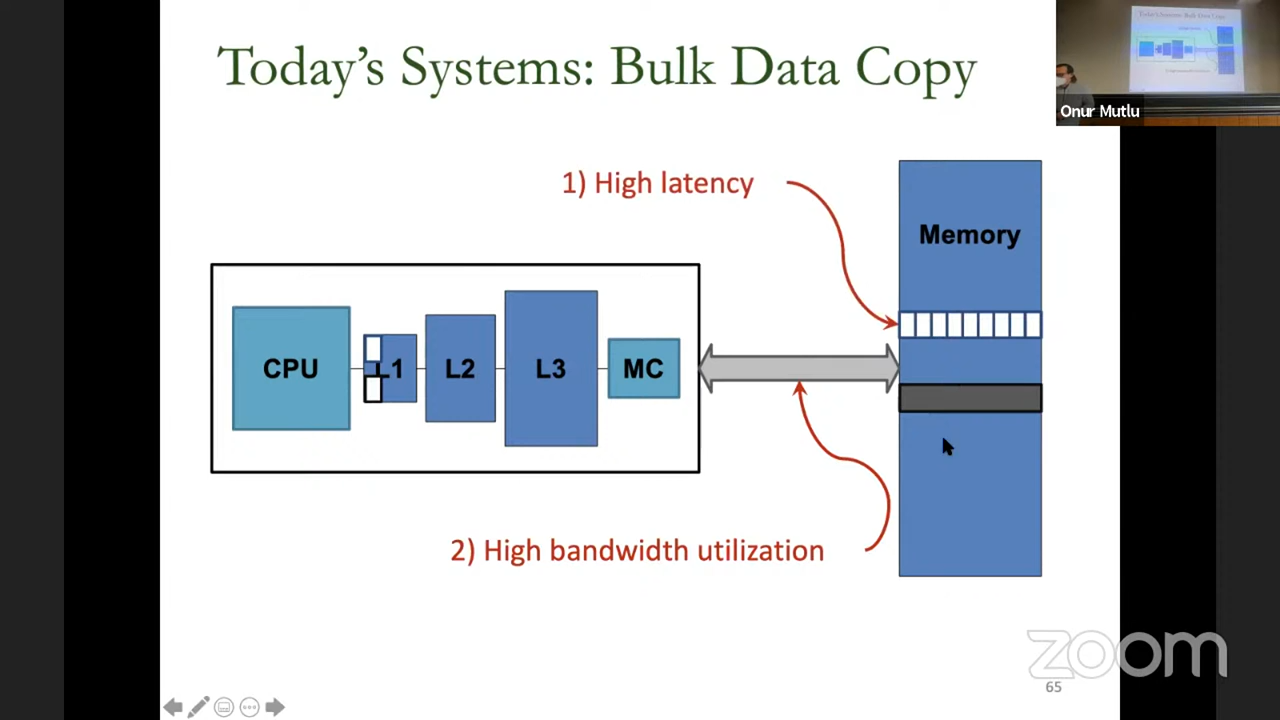 Today's Systems: Bulk Data Copy
Onur Mutlu
1) High latency
Memory
CPU
L1
L2
L3
MC
2) High bandwidth utilization
zoom
65